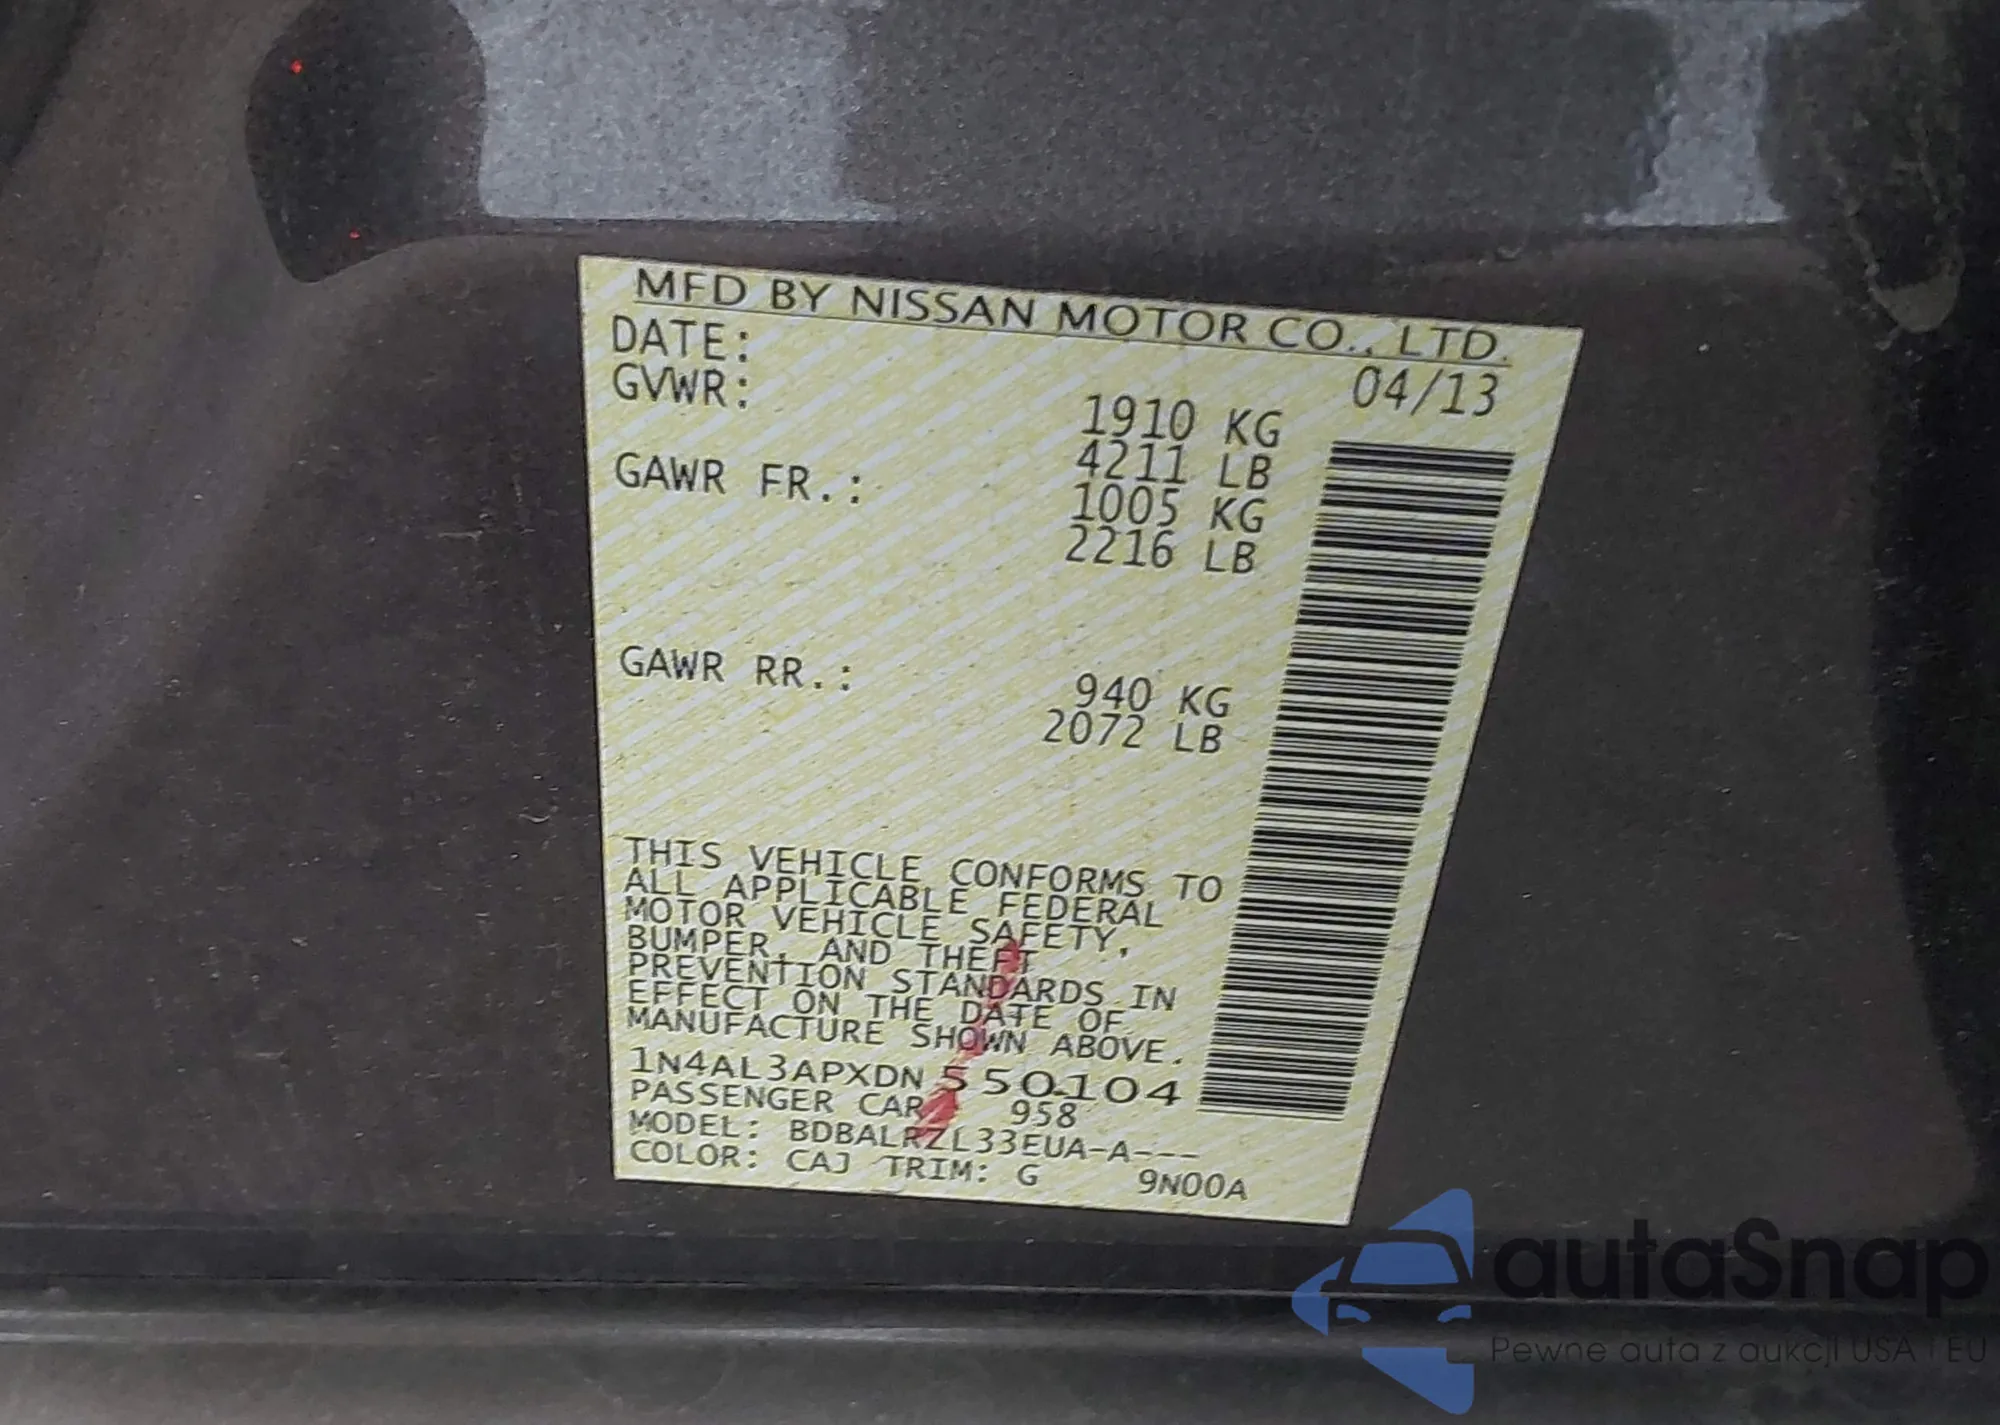 MFD BY NISSAN MOTOR CO., LTD.
DATE: 04/13
GVWR: 1910 KG
4211 LB
GAWR FR.: 1005 KG
2216 LB
GAWR RR.: 940 KG
2072 LB
THIS VEHICLE CONFORMS TO
ALL APPLICABLE FEDERAL
MOTOR VEHICLE SAFETY,
BUMPER, AND THEFT
PREVENTION STANDARDS IN
EFFECT ON THE DATE OF
MANUFACTURE SHOWN ABOVE.
1N4AL3APXDN550104
PASSENGER CAR 958
MODEL: BDBALRZL33EUA-A---
COLOR: CAJ TRIM: G 9N00A
autaSnap
Pewne auta z aukcji USA i EU